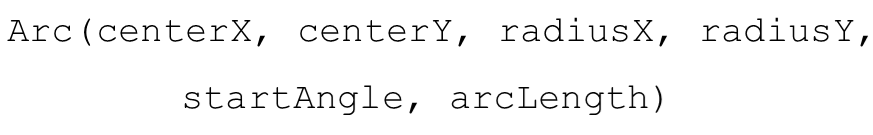 Arc(centerX, centerY, radiusX, radiusY,
startAngle, arcLength)